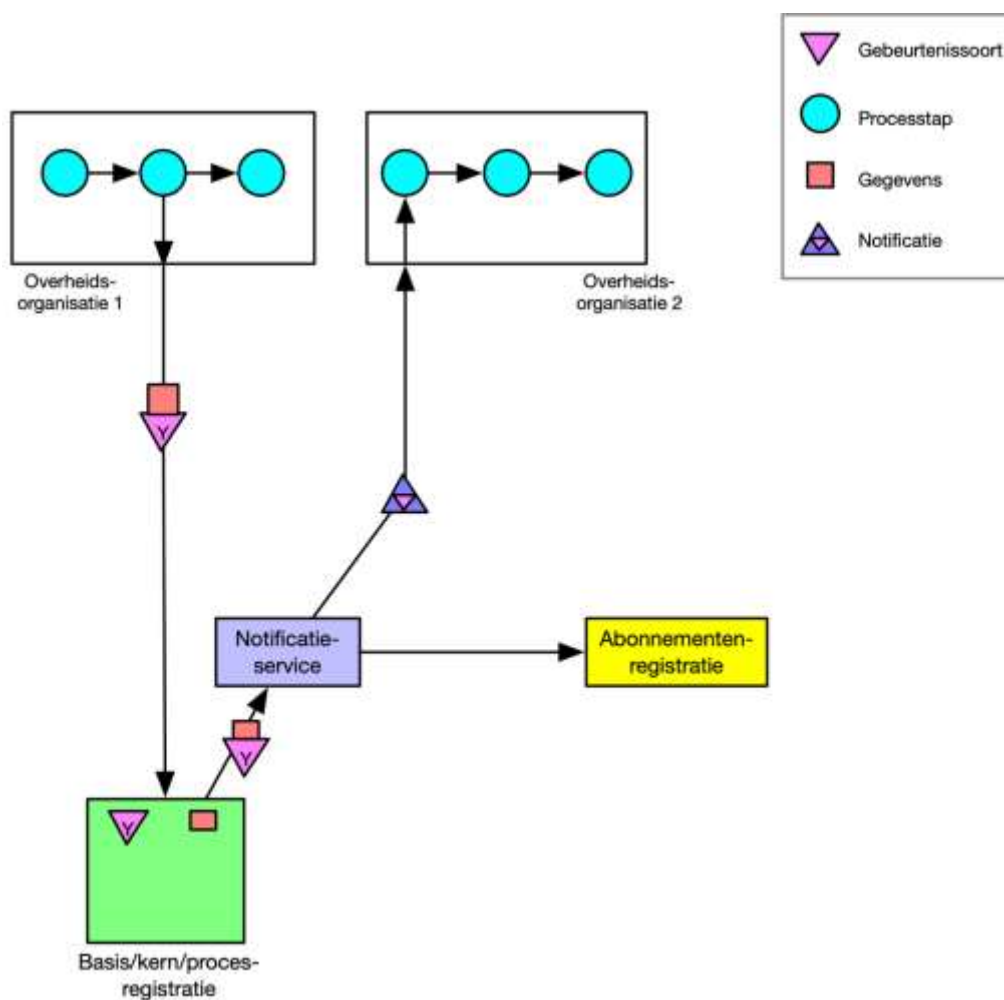 Gebeurtenissoort
Processtap
Gegevens
Notificatie
Overheids-
organisatie 1
Overheids-
organisatie 2
Y
Notificatie-
service
Abonnementen-
registratie
Y
Y
Basis/kern/proces-
registratie